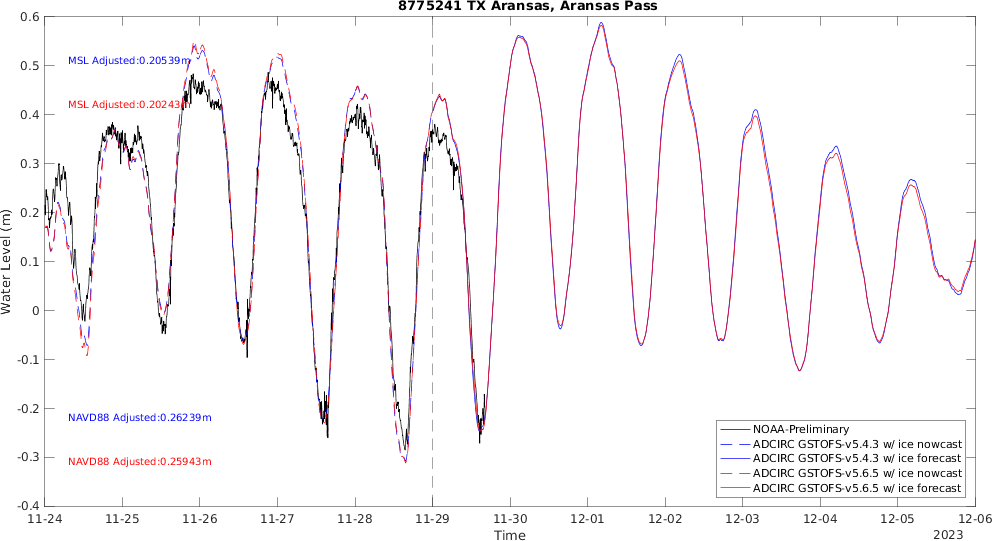 8775241 TX Aransas, Aransas Pass
0.6
0.5
0.4
0.3
0.2
0.1
0
-0.1
-0.2
-0.3
-0.4
Water Level (m)
MSL Adjusted:0.20539m
MSL Adjusted:0.20243m
NAVD88 Adjusted:0.26239m
NAVD88 Adjusted:0.25943m
NOAA-Preliminary
ADCIRC GSTOFS-v5.4.3 w/ ice nowcast
ADCIRC GSTOFS-v5.4.3 w/ ice forecast
ADCIRC GSTOFS-v5.6.5 w/ ice nowcast
ADCIRC GSTOFS-v5.6.5 w/ ice forecast
11-24 11-25 11-26 11-27 11-28 11-29 11-30 12-01 12-02 12-03 12-04 12-05 12-06
Time
2023